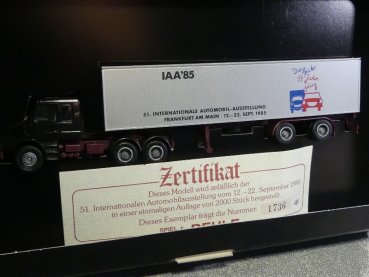 IAA'85
51. INTERNATIONALE AUTOMOBIL-AUSSTELLUNG
FRANKFURT AM MAIN · 12.-22. SEPT. 1985
Zertifikat
Dieses Modell wird anläßlich der
51. Internationalen Automobilausstellung vom 12.—22. September 1985
in einer einmaligen Auflage von 2000 Stück hergestellt.
Dieses Exemplar trägt die Nummer 1736
SPIEL +